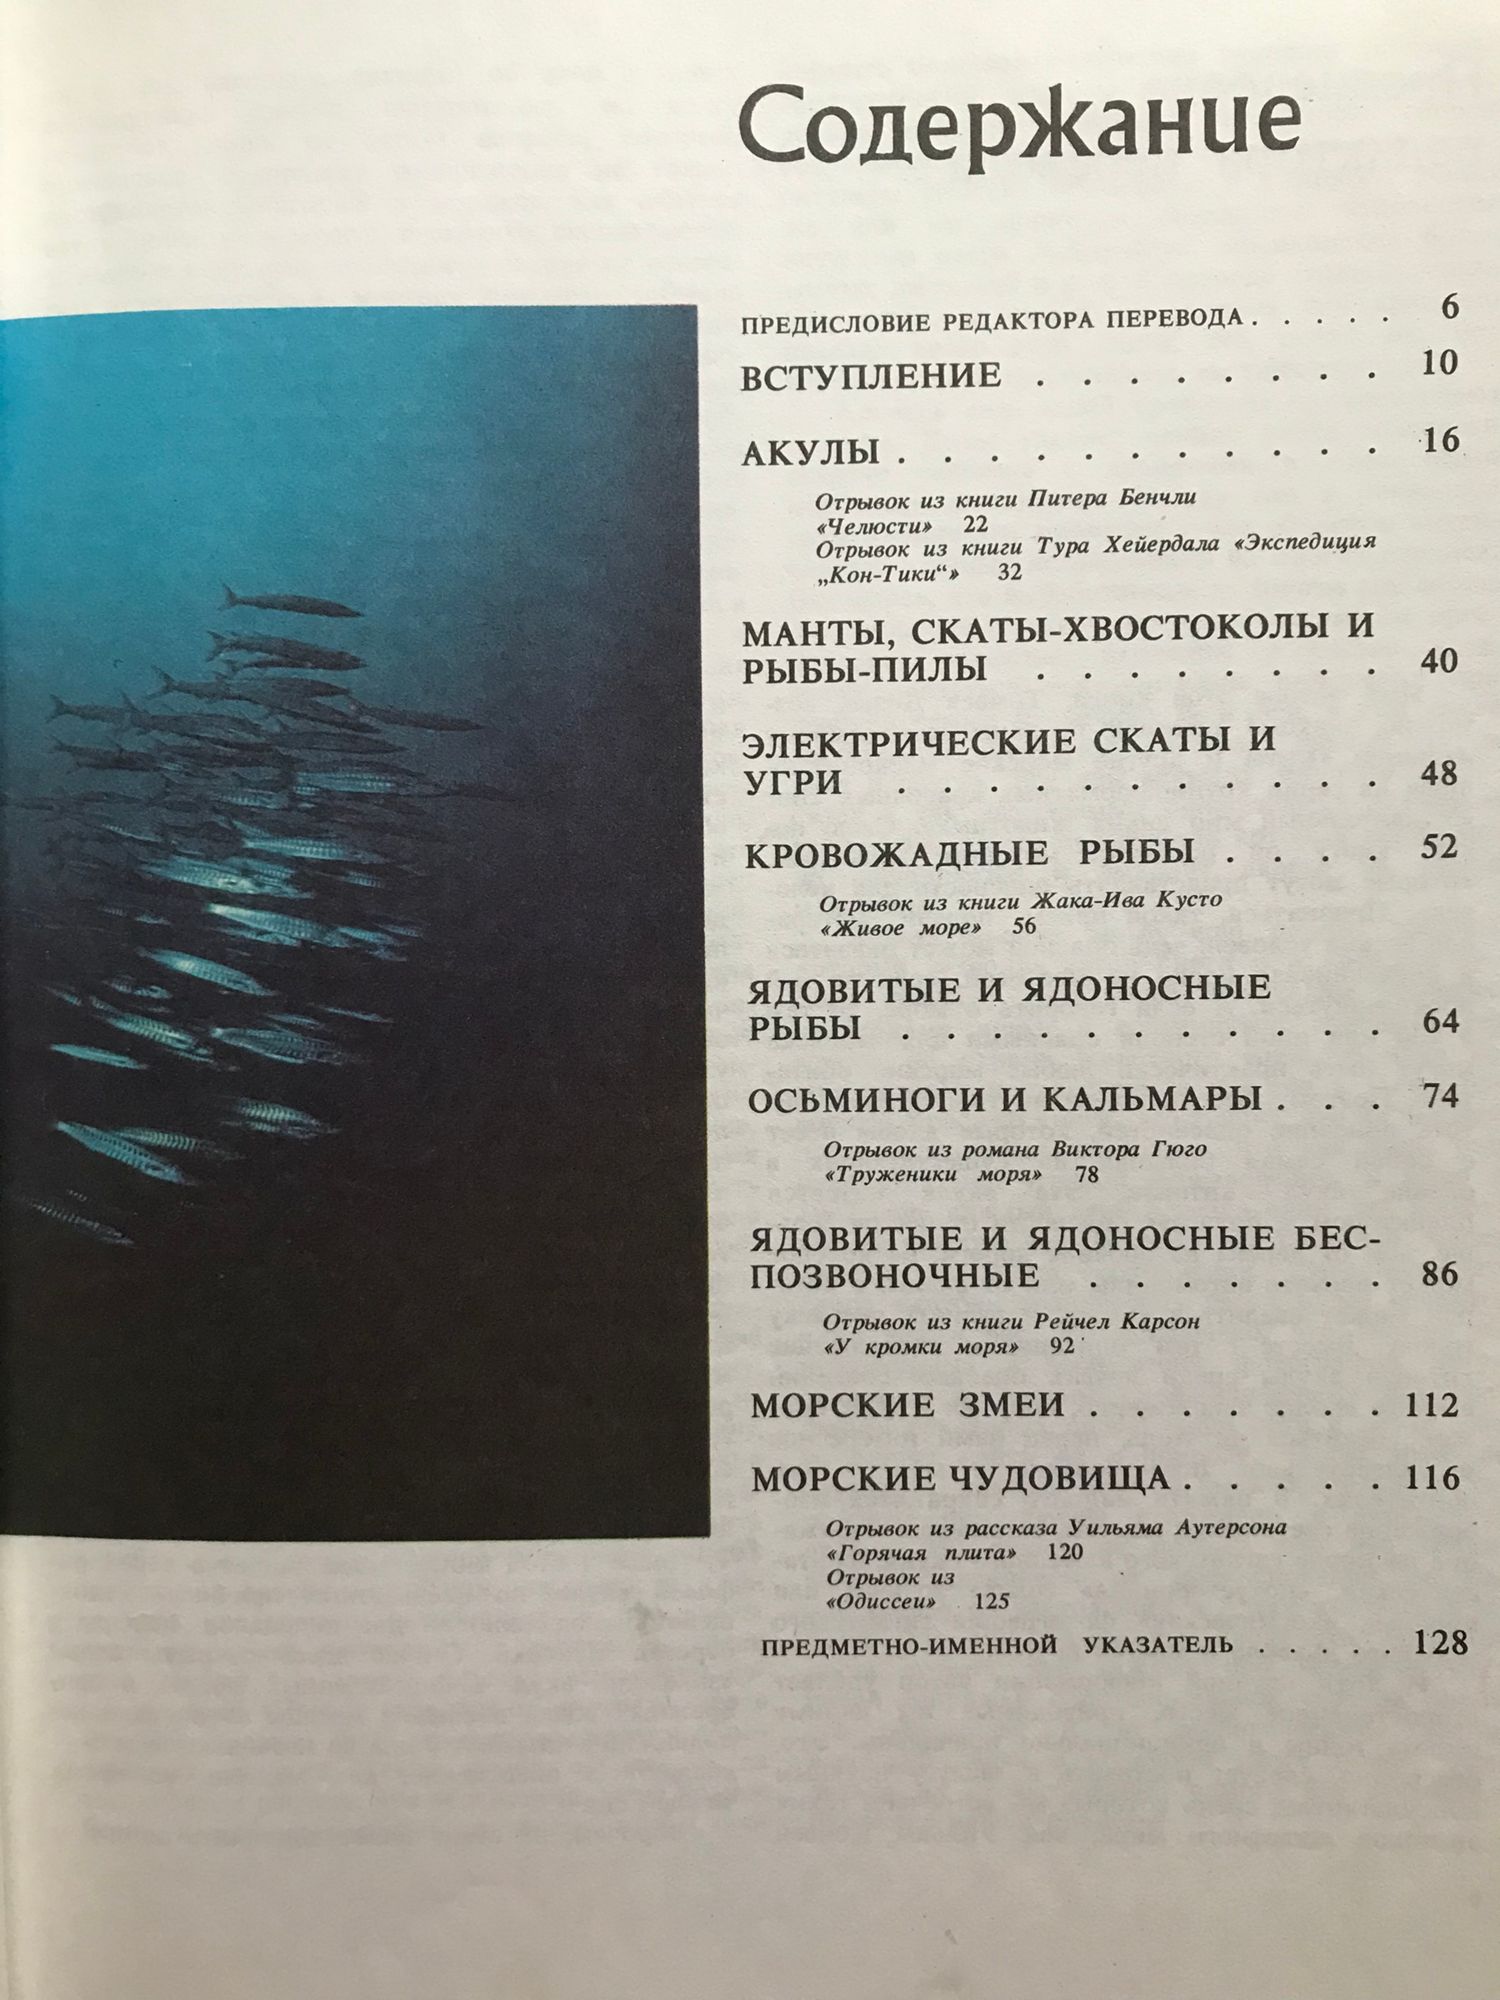 Содержание
ПРЕДИСЛОВИЕ РЕДАКТОРА ПЕРЕВОДА . . . . . 6
ВСТУПЛЕНИЕ . . . . . . . . 10
АКУЛЫ . . . . . . . . . . . 16
Отрывок из книги Питера Бенчли
«Челюсти» 22
Отрывок из книги Тура Хейердала «Экспедиция
„Кон-Тики“» 32
МАНТЫ, СКАТЫ-ХВОСТОКОЛЫ И
РЫБЫ-ПИЛЫ . . . . . . . . 40
ЭЛЕКТРИЧЕСКИЕ СКАТЫ И
УГРИ . . . . . . . . . . . 48
КРОВОЖАДНЫЕ РЫБЫ . . . . 52
Отрывок из книги Жака-Ива Кусто
«Живое море» 56
ЯДОВИТЫЕ И ЯДОНОСНЫЕ
РЫБЫ . . . . . . . . . . . 64
ОСЬМИНОГИ И КАЛЬМАРЫ . . . 74
Отрывок из романа Виктора Гюго
«Труженики моря» 78
ЯДОВИТЫЕ И ЯДОНОСНЫЕ БЕС-
ПОЗВОНОЧНЫЕ . . . . . . . 86
Отрывок из книги Рейчел Карсон
«У кромки моря» 92
МОРСКИЕ ЗМЕИ . . . . . . . 112
МОРСКИЕ ЧУДОВИЩА . . . . . 116
Отрывок из рассказа Уильяма Аутерсона
«Горячая плита» 120
Отрывок из
«Одиссеи» 125
ПРЕДМЕТНО-ИМЕННОЙ УКАЗАТЕЛЬ . . . . . 128